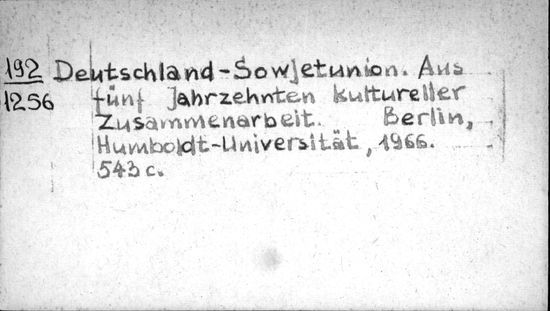 192 Deutschland-Sowjetunion. Aus
1256 fünf Jahrzehnten kultureller
Zusammenarbeit. Berlin,
Humboldt-Universität, 1966.
543 c.